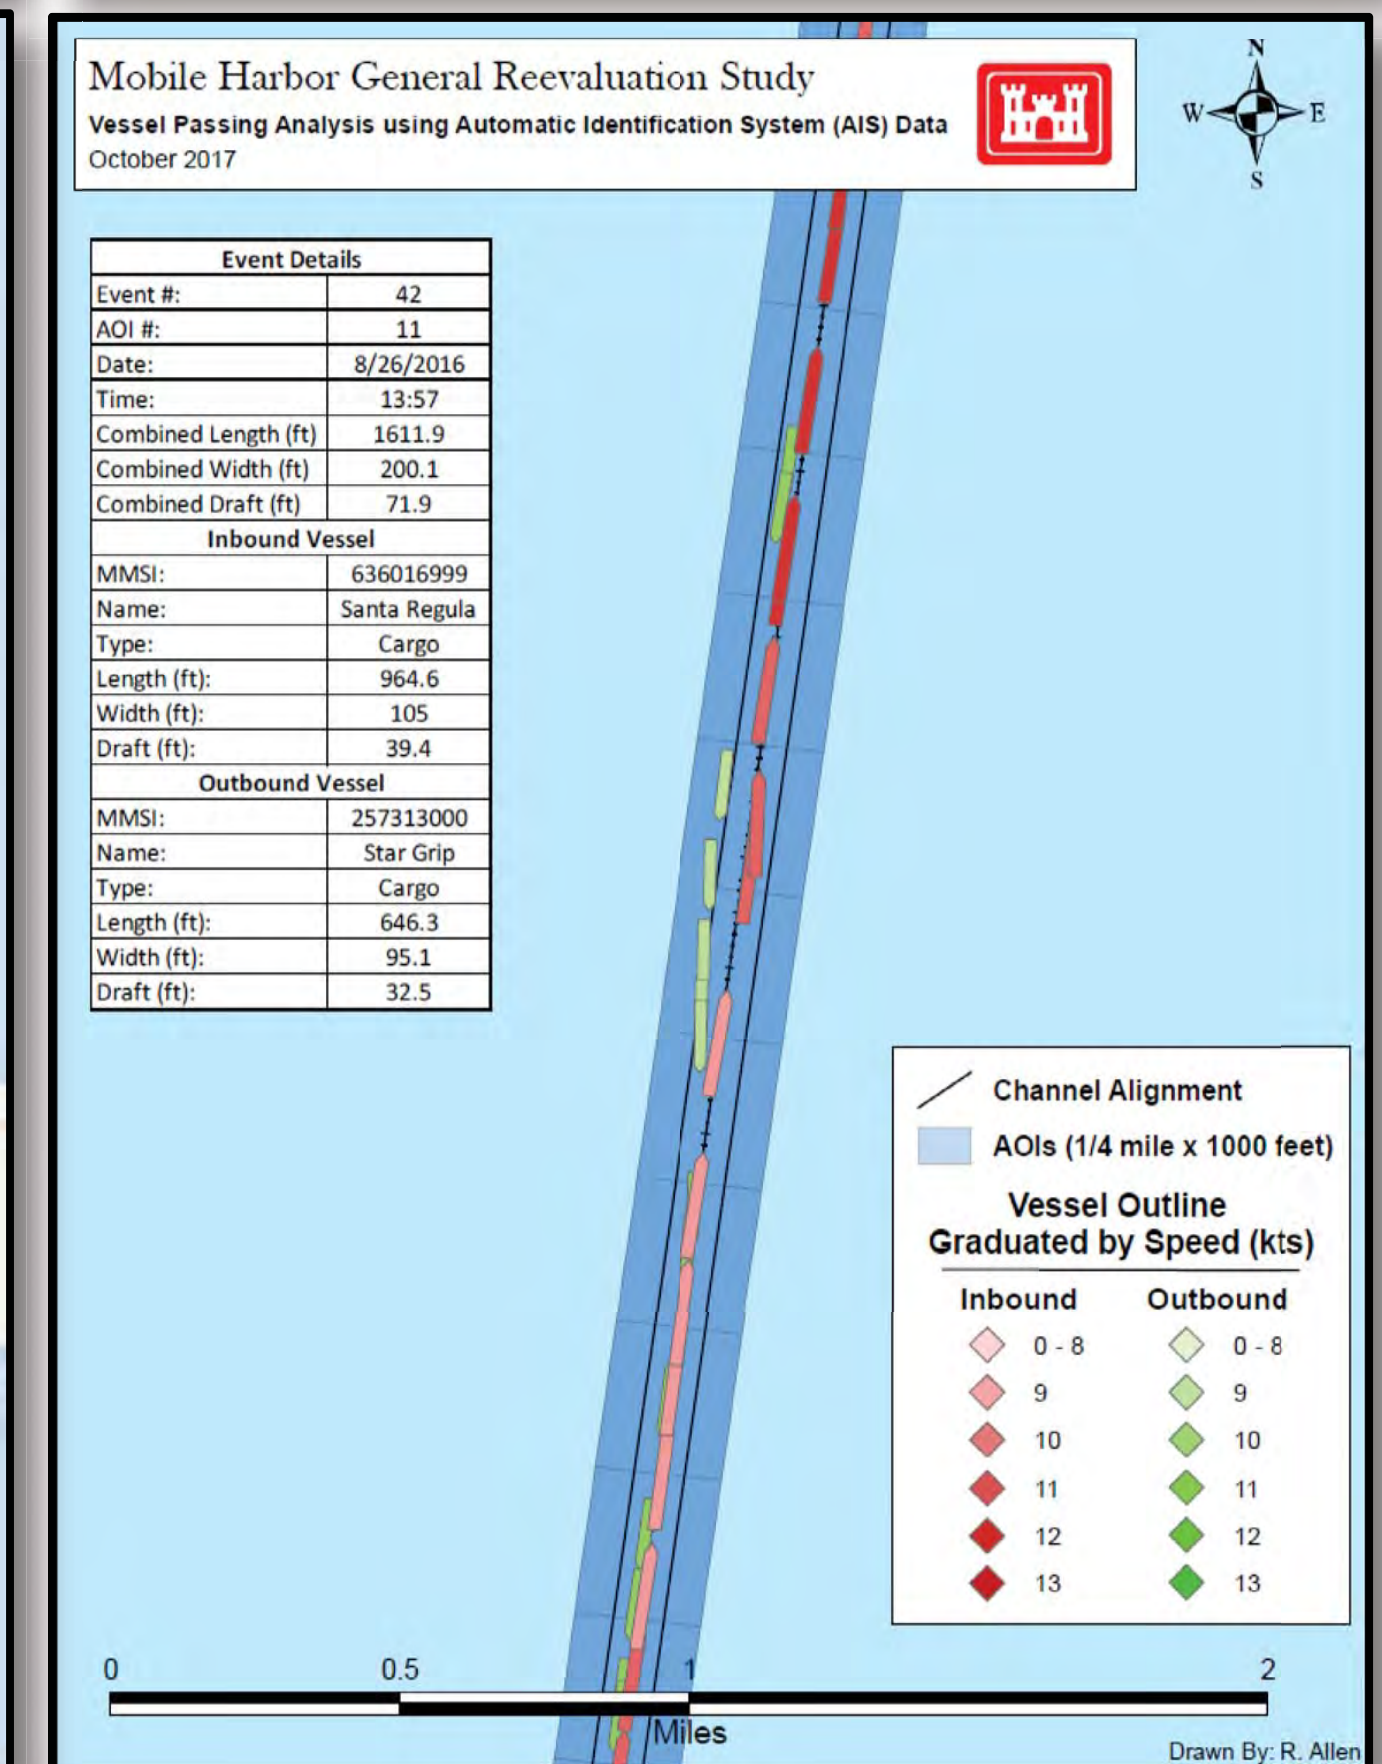 Mobile Harbor General Reevaluation Study
Vessel Passing Analysis using Automatic Identification System (AIS) Data
October 2017
N
W E
S
Event Details
Event #: 42
AOI #: 11
Date: 8/26/2016
Time: 13:57
Combined Length (ft) 1611.9
Combined Width (ft) 200.1
Combined Draft (ft) 71.9
Inbound Vessel
MMSI: 636016999
Name: Santa Regula
Type: Cargo
Length (ft): 964.6
Width (ft): 105
Draft (ft): 39.4
Outbound Vessel
MMSI: 257313000
Name: Star Grip
Type: Cargo
Length (ft): 646.3
Width (ft): 95.1
Draft (ft): 32.5
Channel Alignment
AOIs (1/4 mile x 1000 feet)
Vessel Outline
Graduated by Speed (kts)
Inbound Outbound
0 - 8 0 - 8
9 9
10 10
11 11
12 12
13 13
0 0.5 1 2
Miles
Drawn By: R. Allen